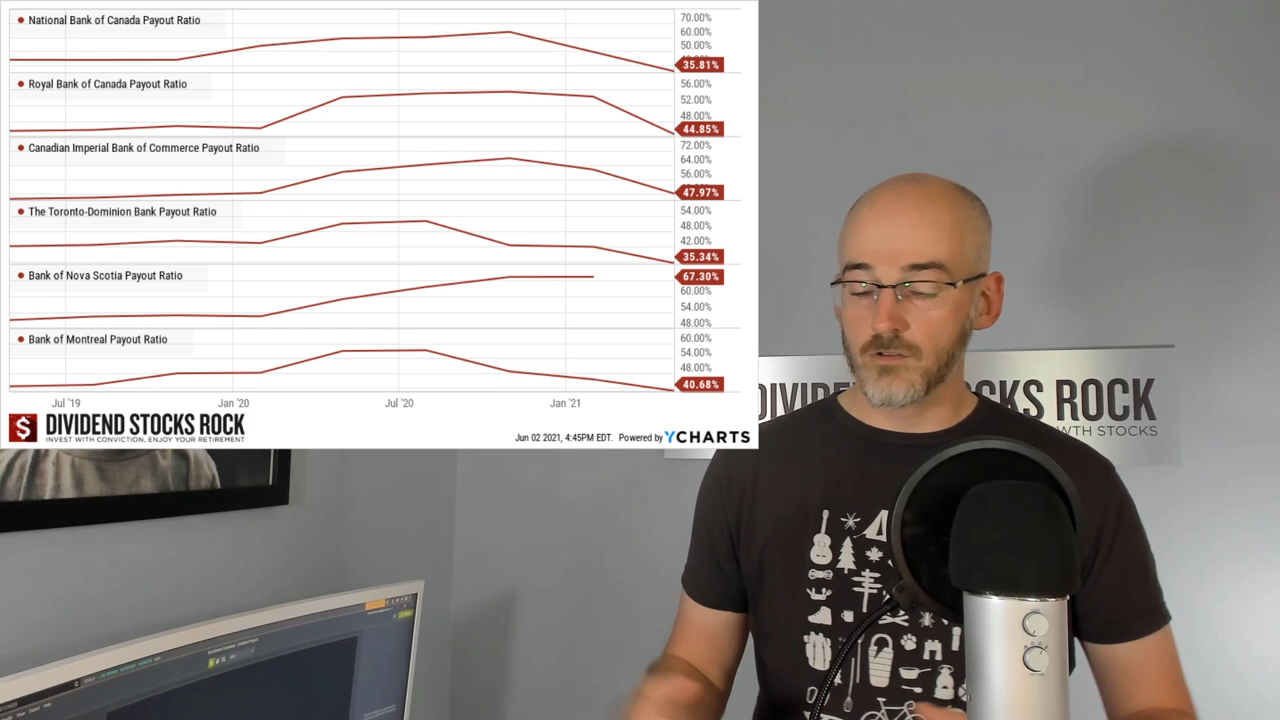 National Bank of Canada Payout Ratio
70.00%
60.00%
50.00%
35.81%
Royal Bank of Canada Payout Ratio
56.00%
52.00%
48.00%
44.85%
Canadian Imperial Bank of Commerce Payout Ratio
72.00%
64.00%
56.00%
47.97%
The Toronto-Dominion Bank Payout Ratio
54.00%
48.00%
42.00%
35.34%
Bank of Nova Scotia Payout Ratio
67.30%
60.00%
54.00%
48.00%
Bank of Montreal Payout Ratio
60.00%
54.00%
48.00%
40.68%
Jul '19 Jan '20 Jul '20 Jan '21
$ DIVIDEND STOCKS ROCK
INVEST WITH CONVICTION, ENJOY YOUR RETIREMENT
Jun 02 2021, 4:45PM EDT. Powered by YCHARTS
ROCK
STOCKS